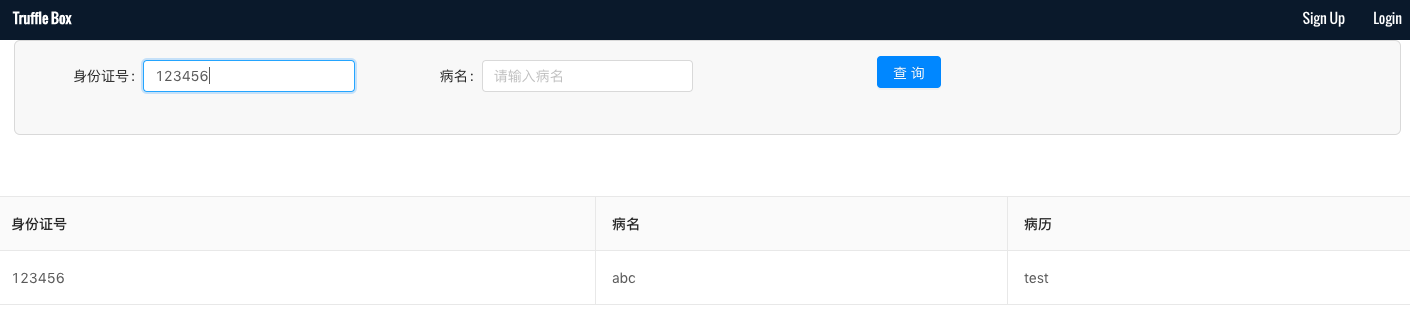 Truffle Box Sign Up Login
身份证号: 123456 病名: 请输入病名 查 询
身份证号 病名 病历
123456 abc test